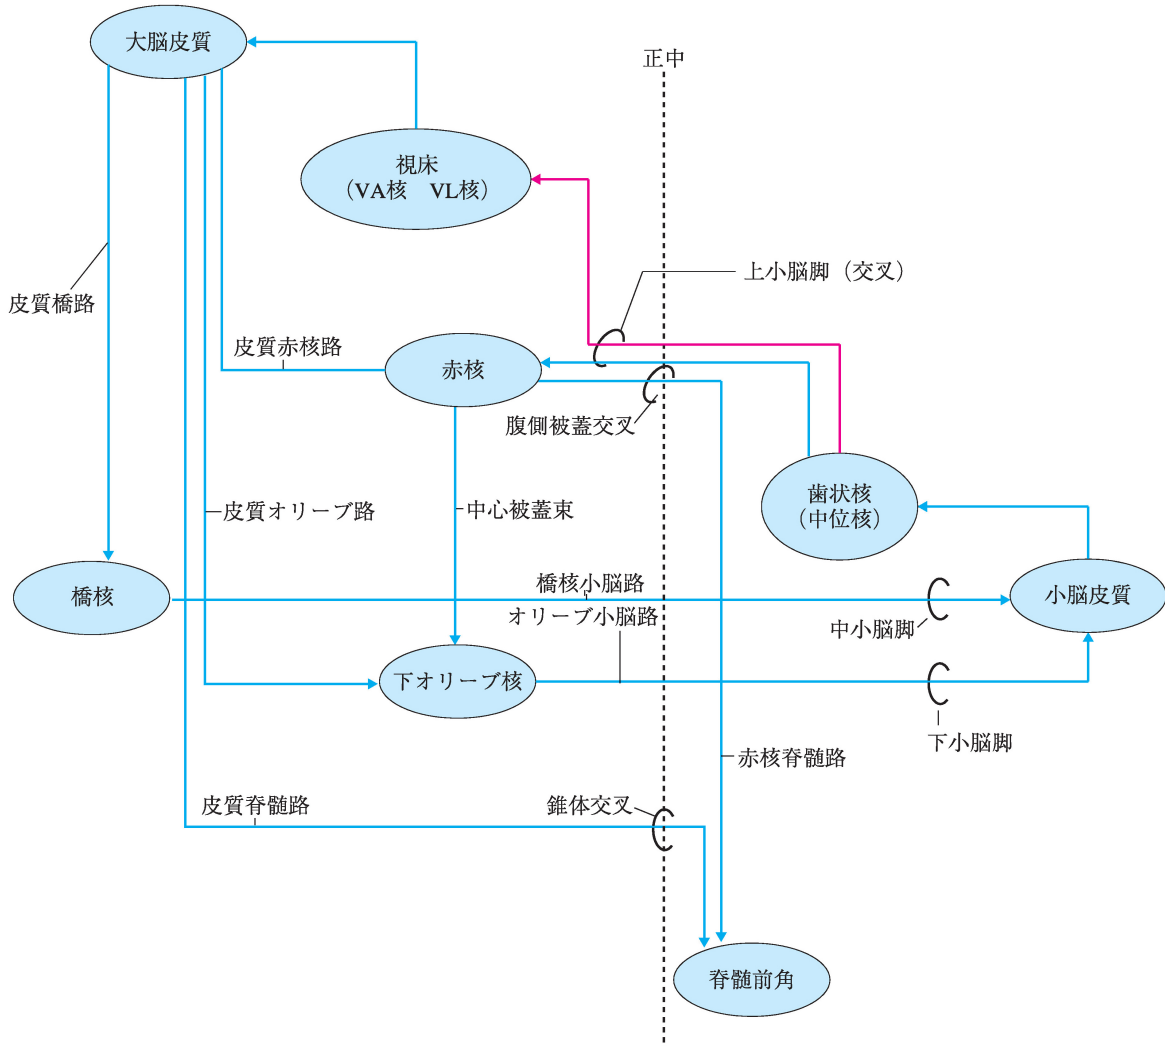 大脳皮質
正中
視床
（VA核　VL核）
上小脳脚（交叉）
皮質橋路
皮質赤核路
赤核
腹側被蓋交叉
歯状核
（中位核）
皮質オリーブ路
中心被蓋束
橋核
橋核小脳路
オリーブ小脳路
中小脳脚
小脳皮質
下オリーブ核
下小脳脚
赤核脊髄路
皮質脊髄路
錐体交叉
脊髄前角